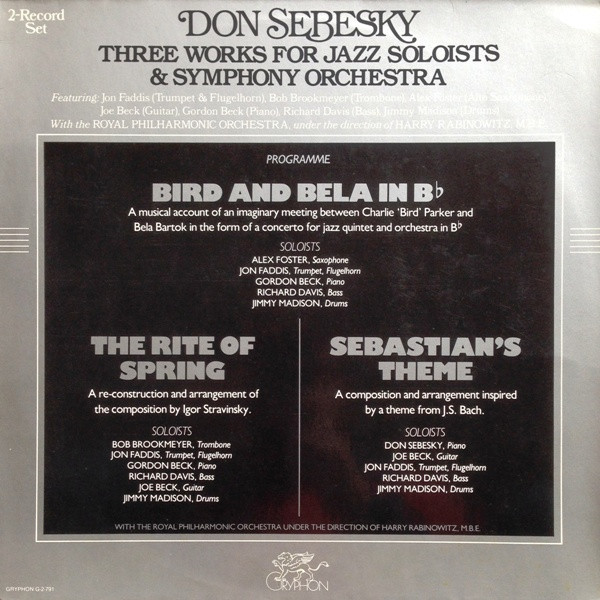 2-Record
Set
DON SEBESKY
THREE WORKS FOR JAZZ SOLOISTS
& SYMPHONY ORCHESTRA
Featuring: Jon Faddis (Trumpet & Flugelhorn), Bob Brookmeyer (Trombone), Alex Foster (Alto Saxophone)
Joe Beck (Guitar), Gordon Beck (Piano), Richard Davis (Bass), Jimmy Madison (Drums)
With the ROYAL PHILHARMONIC ORCHESTRA, under the direction of HARRY RABINOWITZ, M.B.E.
PROGRAMME
BIRD AND BELA IN B♭
A musical account of an imaginary meeting between Charlie 'Bird' Parker and
Bela Bartok in the form of a concerto for jazz quintet and orchestra in B♭
SOLOISTS
ALEX FOSTER, Saxophone
JON FADDIS, Trumpet, Flugelhorn
GORDON BECK, Piano
RICHARD DAVIS, Bass
JIMMY MADISON, Drums
THE RITE OF
SPRING
A re-construction and arrangement of
the composition by Igor Stravinsky.
SOLOISTS
BOB BROOKMEYER, Trombone
JON FADDIS, Trumpet, Flugelhorn
GORDON BECK, Piano
RICHARD DAVIS, Bass
JOE BECK, Guitar
JIMMY MADISON, Drums
SEBASTIAN'S
THEME
A composition and arrangement inspired
by a theme from J.S. Bach.
SOLOISTS
DON SEBESKY, Piano
JOE BECK, Guitar
JON FADDIS, Trumpet, Flugelhorn
RICHARD DAVIS, Bass
JIMMY MADISON, Drums
WITH THE ROYAL PHILHARMONIC ORCHESTRA UNDER THE DIRECTION OF HARRY RABINOWITZ, M.B.E.
GRYPHON
GRYPHON G-2-791